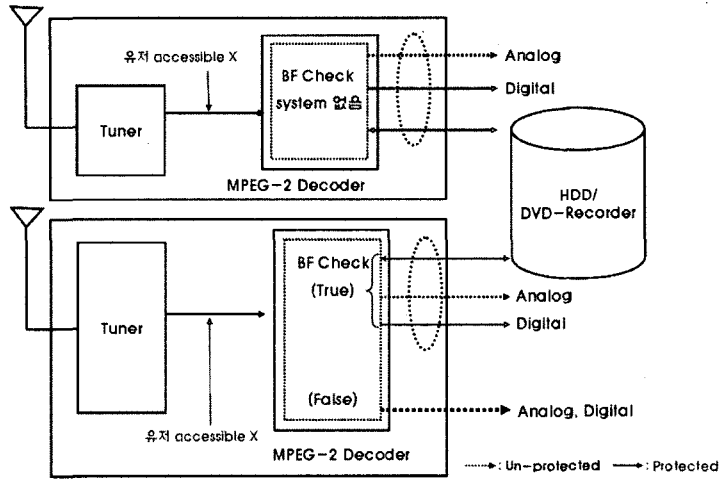 유저 accessible X
Tuner
BF Check
system 없음
MPEG-2 Decoder
Analog
Digital
HDD/
DVD-Recorder
Tuner
BF Check
(True)
(False)
유저 accessible X
MPEG-2 Decoder
Analog
Digital
Analog, Digital
: Un-protected
: Protected